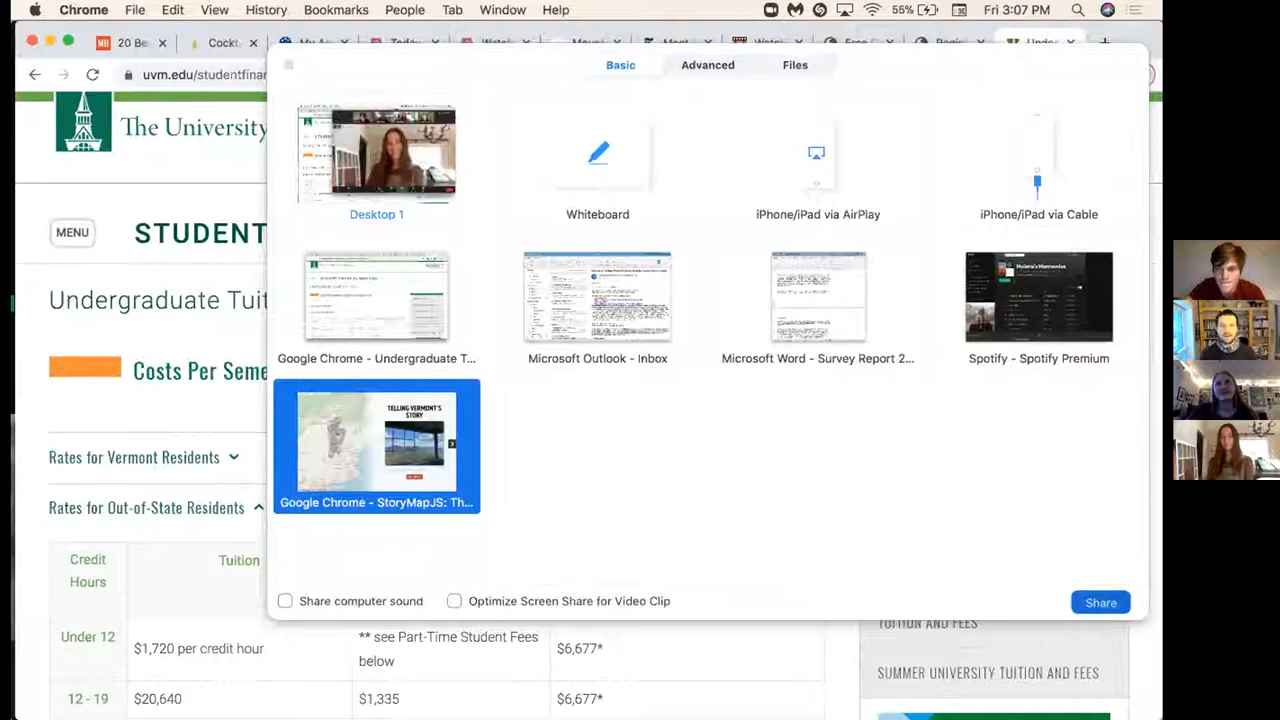 Chrome File Edit View History Bookmarks People Tab Window Help 55% Fri 3:07 PM
20 Be
Cockt
uvm.edu/studentfinan
The University
MENU
STUDENT
Undergraduate Tuit
Costs Per Seme
Rates for Vermont Residents
Rates for Out-of-State Residents
Credit Hours
Tuition
Under 12
$1,720 per credit hour
** see Part-Time Student Fees below
$6,677*
12 - 19
$20,640
$1,335
$6,677*
Basic Advanced Files
Desktop 1
Whiteboard
iPhone/iPad via AirPlay
iPhone/iPad via Cable
Google Chrome - Undergraduate T...
Microsoft Outlook - Inbox
Microsoft Word - Survey Report 2...
Spotify - Spotify Premium
TELLING VERMONT'S
STORY
Google Chrome - StoryMapJS: Th...
Share computer sound
Optimize Screen Share for Video Clip
Share
TUITION AND FEES
SUMMER UNIVERSITY TUITION AND FEES